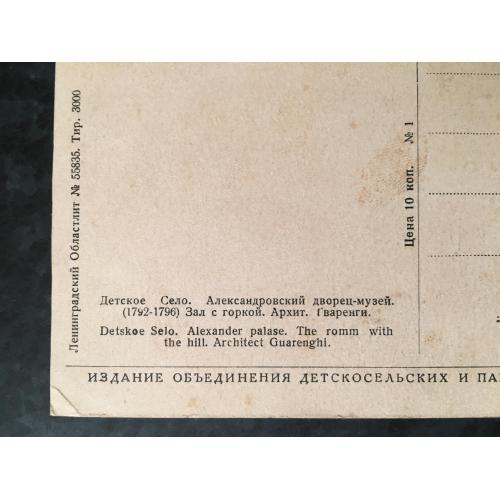 Ленинградский Областлит № 55835. Тир. 3000
Цена 10 коп. № 1
Детское Село. Александровский дворец-музей.
(1792-1796) Зал с горкой. Архит. Гваренги.
Detskoe Selo. Alexander palase. The romm with
the hill. Architect Guarenghi.
ИЗДАНИЕ ОБЪЕДИНЕНИЯ ДЕТСКОСЕЛЬСКИХ И ПА